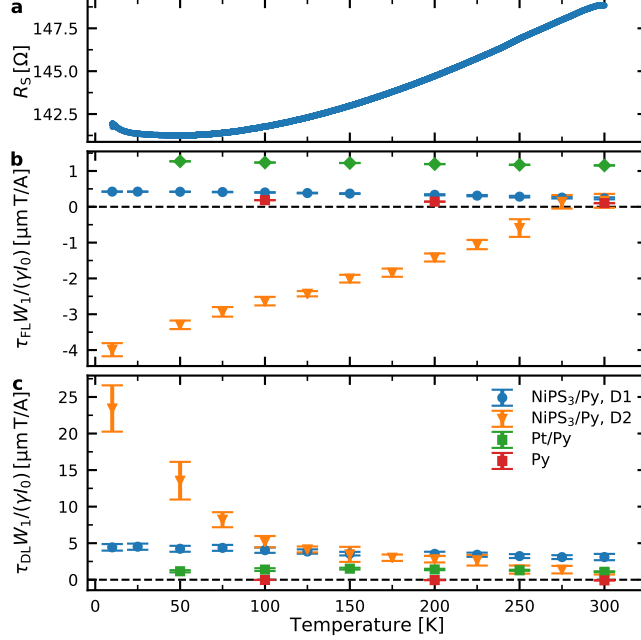 a
R_S [Ω]
147.5
145.0
142.5
b
τ_FL W_1/(γI_0) [μm T/A]
1
0
-1
-2
-3
-4
c
τ_DL W_1/(γI_0) [μm T/A]
25
20
15
10
5
0
NiPS₃/Py, D1
NiPS₃/Py, D2
Pt/Py
Py
0 50 100 150 200 250 300
Temperature [K]